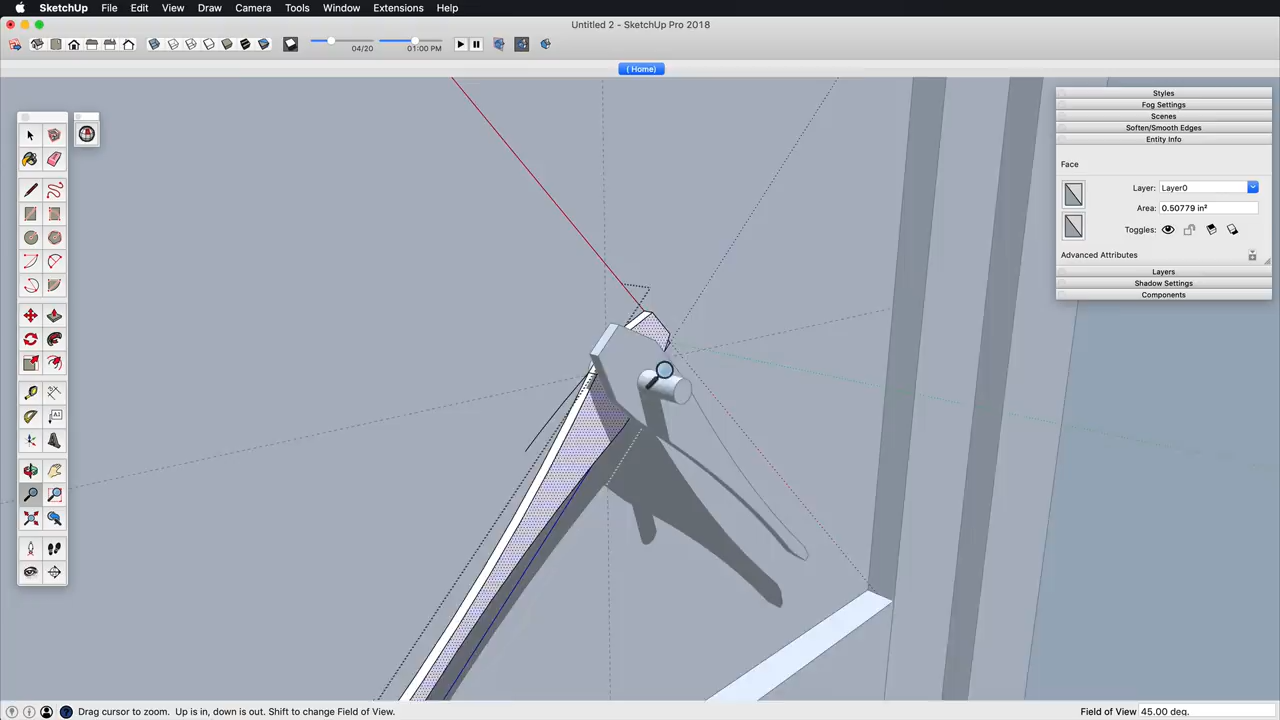 SketchUp File Edit View Draw Camera Tools Window Extensions Help
Untitled 2 - SketchUp Pro 2018
04/20 01:00 PM
( Home)
Styles
Fog Settings
Scenes
Soften/Smooth Edges
Entity Info
Face
Layer: Layer0
Area: 0.50779 in²
Toggles:
Advanced Attributes
Layers
Shadow Settings
Components
Drag cursor to zoom. Up is in, down is out. Shift to change Field of View. Field of View 45.00 deg.